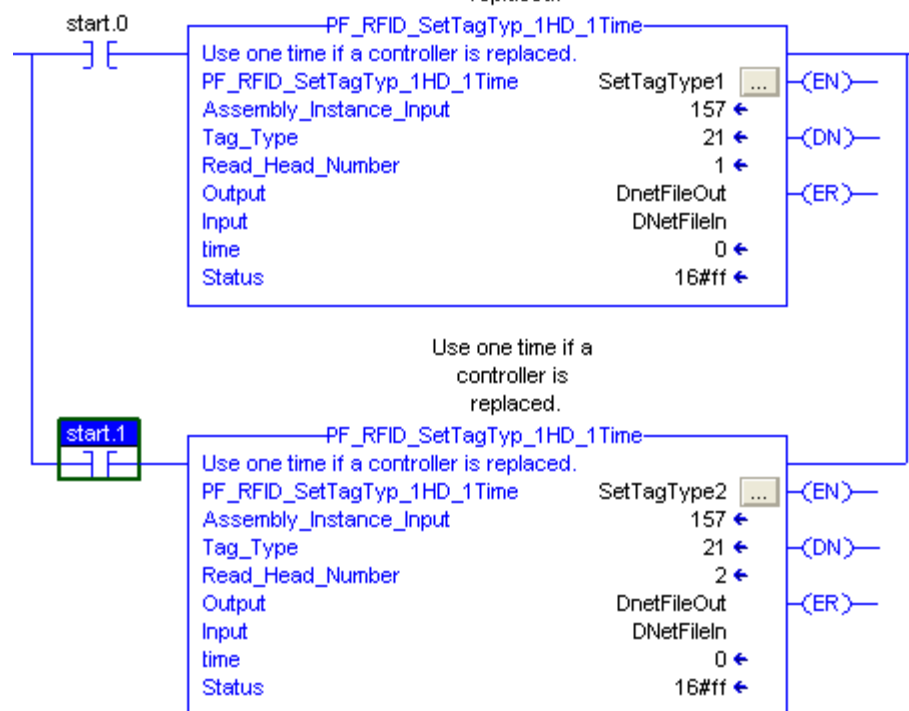 replaced.
start.0
PF_RFID_SetTagTyp_1HD_1Time
Use one time if a controller is replaced.
PF_RFID_SetTagTyp_1HD_1Time SetTagType1 ... (EN)
Assembly_Instance_Input 157
Tag_Type 21 (DN)
Read_Head_Number 1
Output DnetFileOut (ER)
Input DNetFileIn
time 0
Status 16#ff
Use one time if a
controller is
replaced.
start.1
PF_RFID_SetTagTyp_1HD_1Time
Use one time if a controller is replaced.
PF_RFID_SetTagTyp_1HD_1Time SetTagType2 ... (EN)
Assembly_Instance_Input 157
Tag_Type 21 (DN)
Read_Head_Number 2
Output DnetFileOut (ER)
Input DNetFileIn
time 0
Status 16#ff